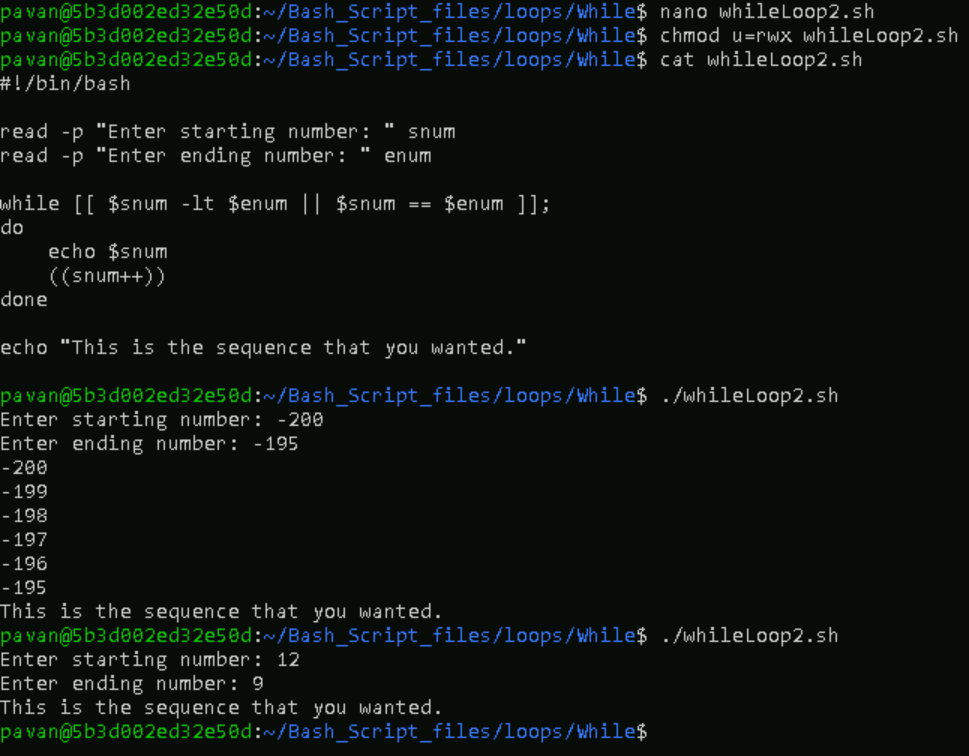 pavan@5b3d002ed32e50d:~/Bash_Script_files/loops/While$ nano whileLoop2.sh
pavan@5b3d002ed32e50d:~/Bash_Script_files/loops/While$ chmod u=rwx whileLoop2.sh
pavan@5b3d002ed32e50d:~/Bash_Script_files/loops/While$ cat whileLoop2.sh
#!/bin/bash

read -p "Enter starting number: " snum
read -p "Enter ending number: " enum

while [[ $snum -lt $enum || $snum == $enum ]];
do
    echo $snum
    ((snum++))
done

echo "This is the sequence that you wanted."

pavan@5b3d002ed32e50d:~/Bash_Script_files/loops/While$ ./whileLoop2.sh
Enter starting number: -200
Enter ending number: -195
-200
-199
-198
-197
-196
-195
This is the sequence that you wanted.
pavan@5b3d002ed32e50d:~/Bash_Script_files/loops/While$ ./whileLoop2.sh
Enter starting number: 12
Enter ending number: 9
This is the sequence that you wanted.
pavan@5b3d002ed32e50d:~/Bash_Script_files/loops/While$